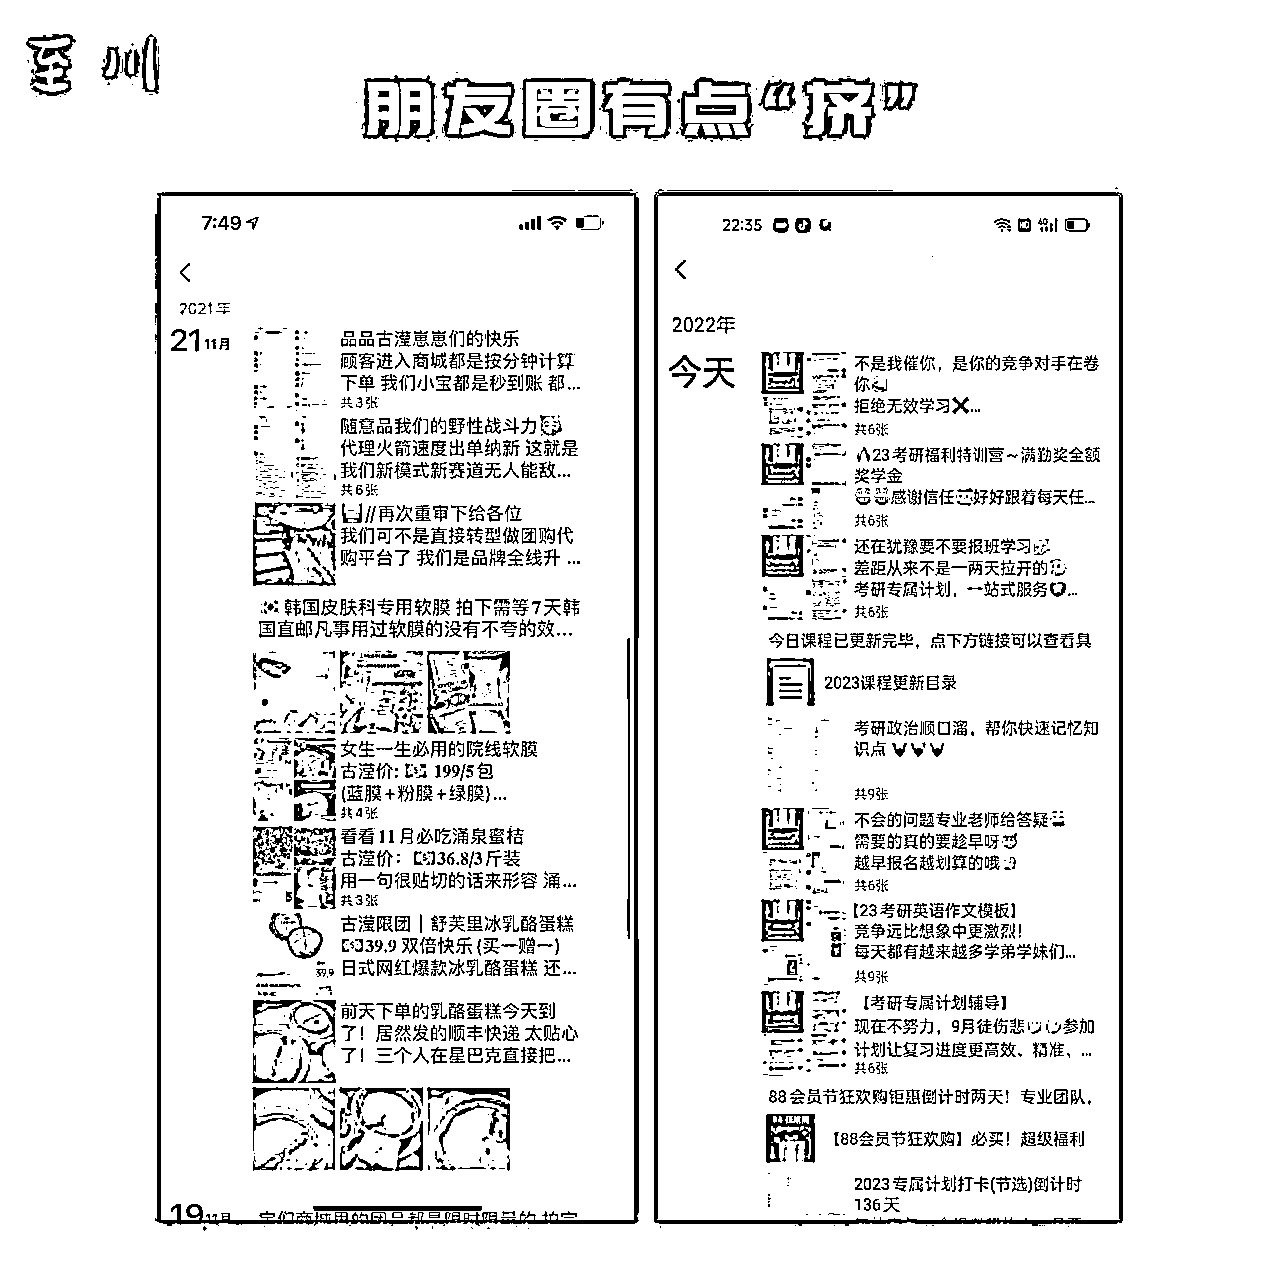 朋友圈有点“挤”
7:49
2021年
21 11月
品品古滢崽崽们的快乐
顾客进入商城都是按分钟计算
下单 我们小宝都是秒到账 都...
共3张
随意品我们的野性战斗力
代理火箭速度出单纳新 这就是
我们新模式新赛道无人能敌...
共6张
//再次重审下给各位
我们可不是直接转型做团购代
购平台了 我们是品牌全线升 ...
韩国皮肤科专用软膜 拍下需等7天韩
国直邮凡事用过软膜的没有不夸的效...
女生一生必用的院线软膜
古滢价: 199/5包
(蓝膜+粉膜+绿膜)...
共4张
看看11月必吃涌泉蜜桔
古滢价: 36.8/3斤装
用一句很贴切的话来形容 涌...
共3张
古滢限团｜舒芙里冰乳酪蛋糕
39.9 双倍快乐(买一赠一)
日式网红爆款冰乳酪蛋糕 还...
39.9
前天下单的乳酪蛋糕今天到
了！居然发的顺丰快递 太贴心
了！三个人在星巴克直接把...
19 11月
22:35
2022年
今天
不是我催你，是你的竞争对手在卷
你
拒绝无效学习❌...
共6张
23考研福利特训营～满勤奖全额
奖学金
感谢信任好好跟着每天任...
共6张
还在犹豫要不要报班学习
差距从来不是一两天拉开的
考研专属计划，一站式服务...
共6张
今日课程已更新完毕，点下方链接可以查看具
2023课程更新目录
考研政治顺口溜，帮你快速记忆知
识点
共9张
不会的问题专业老师给答疑
需要的真的要趁早呀
越早报名越划算的哦
共6张
【23考研英语作文模板】
竞争远比想象中更激烈！
每天都有越来越多学弟学妹们...
共9张
【考研专属计划辅导】
现在不努力，9月徒伤悲参加
计划让复习进度更高效、精准、...
共6张
88会员节狂欢购钜惠倒计时两天！专业团队，
【88会员节狂欢购】必买！超级福利
2023专属计划打卡(节选)倒计时
136天